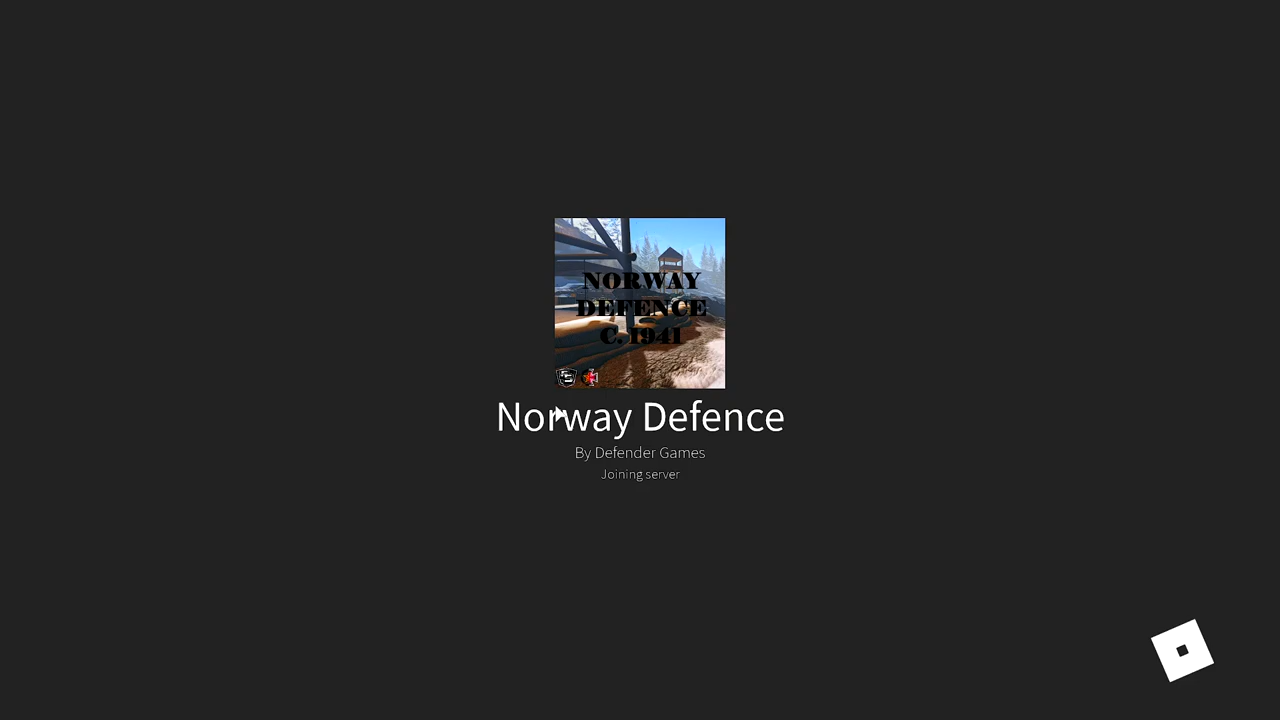 NORWAY
DEFENCE
C. 1941
Norway Defence
By Defender Games
Joining server